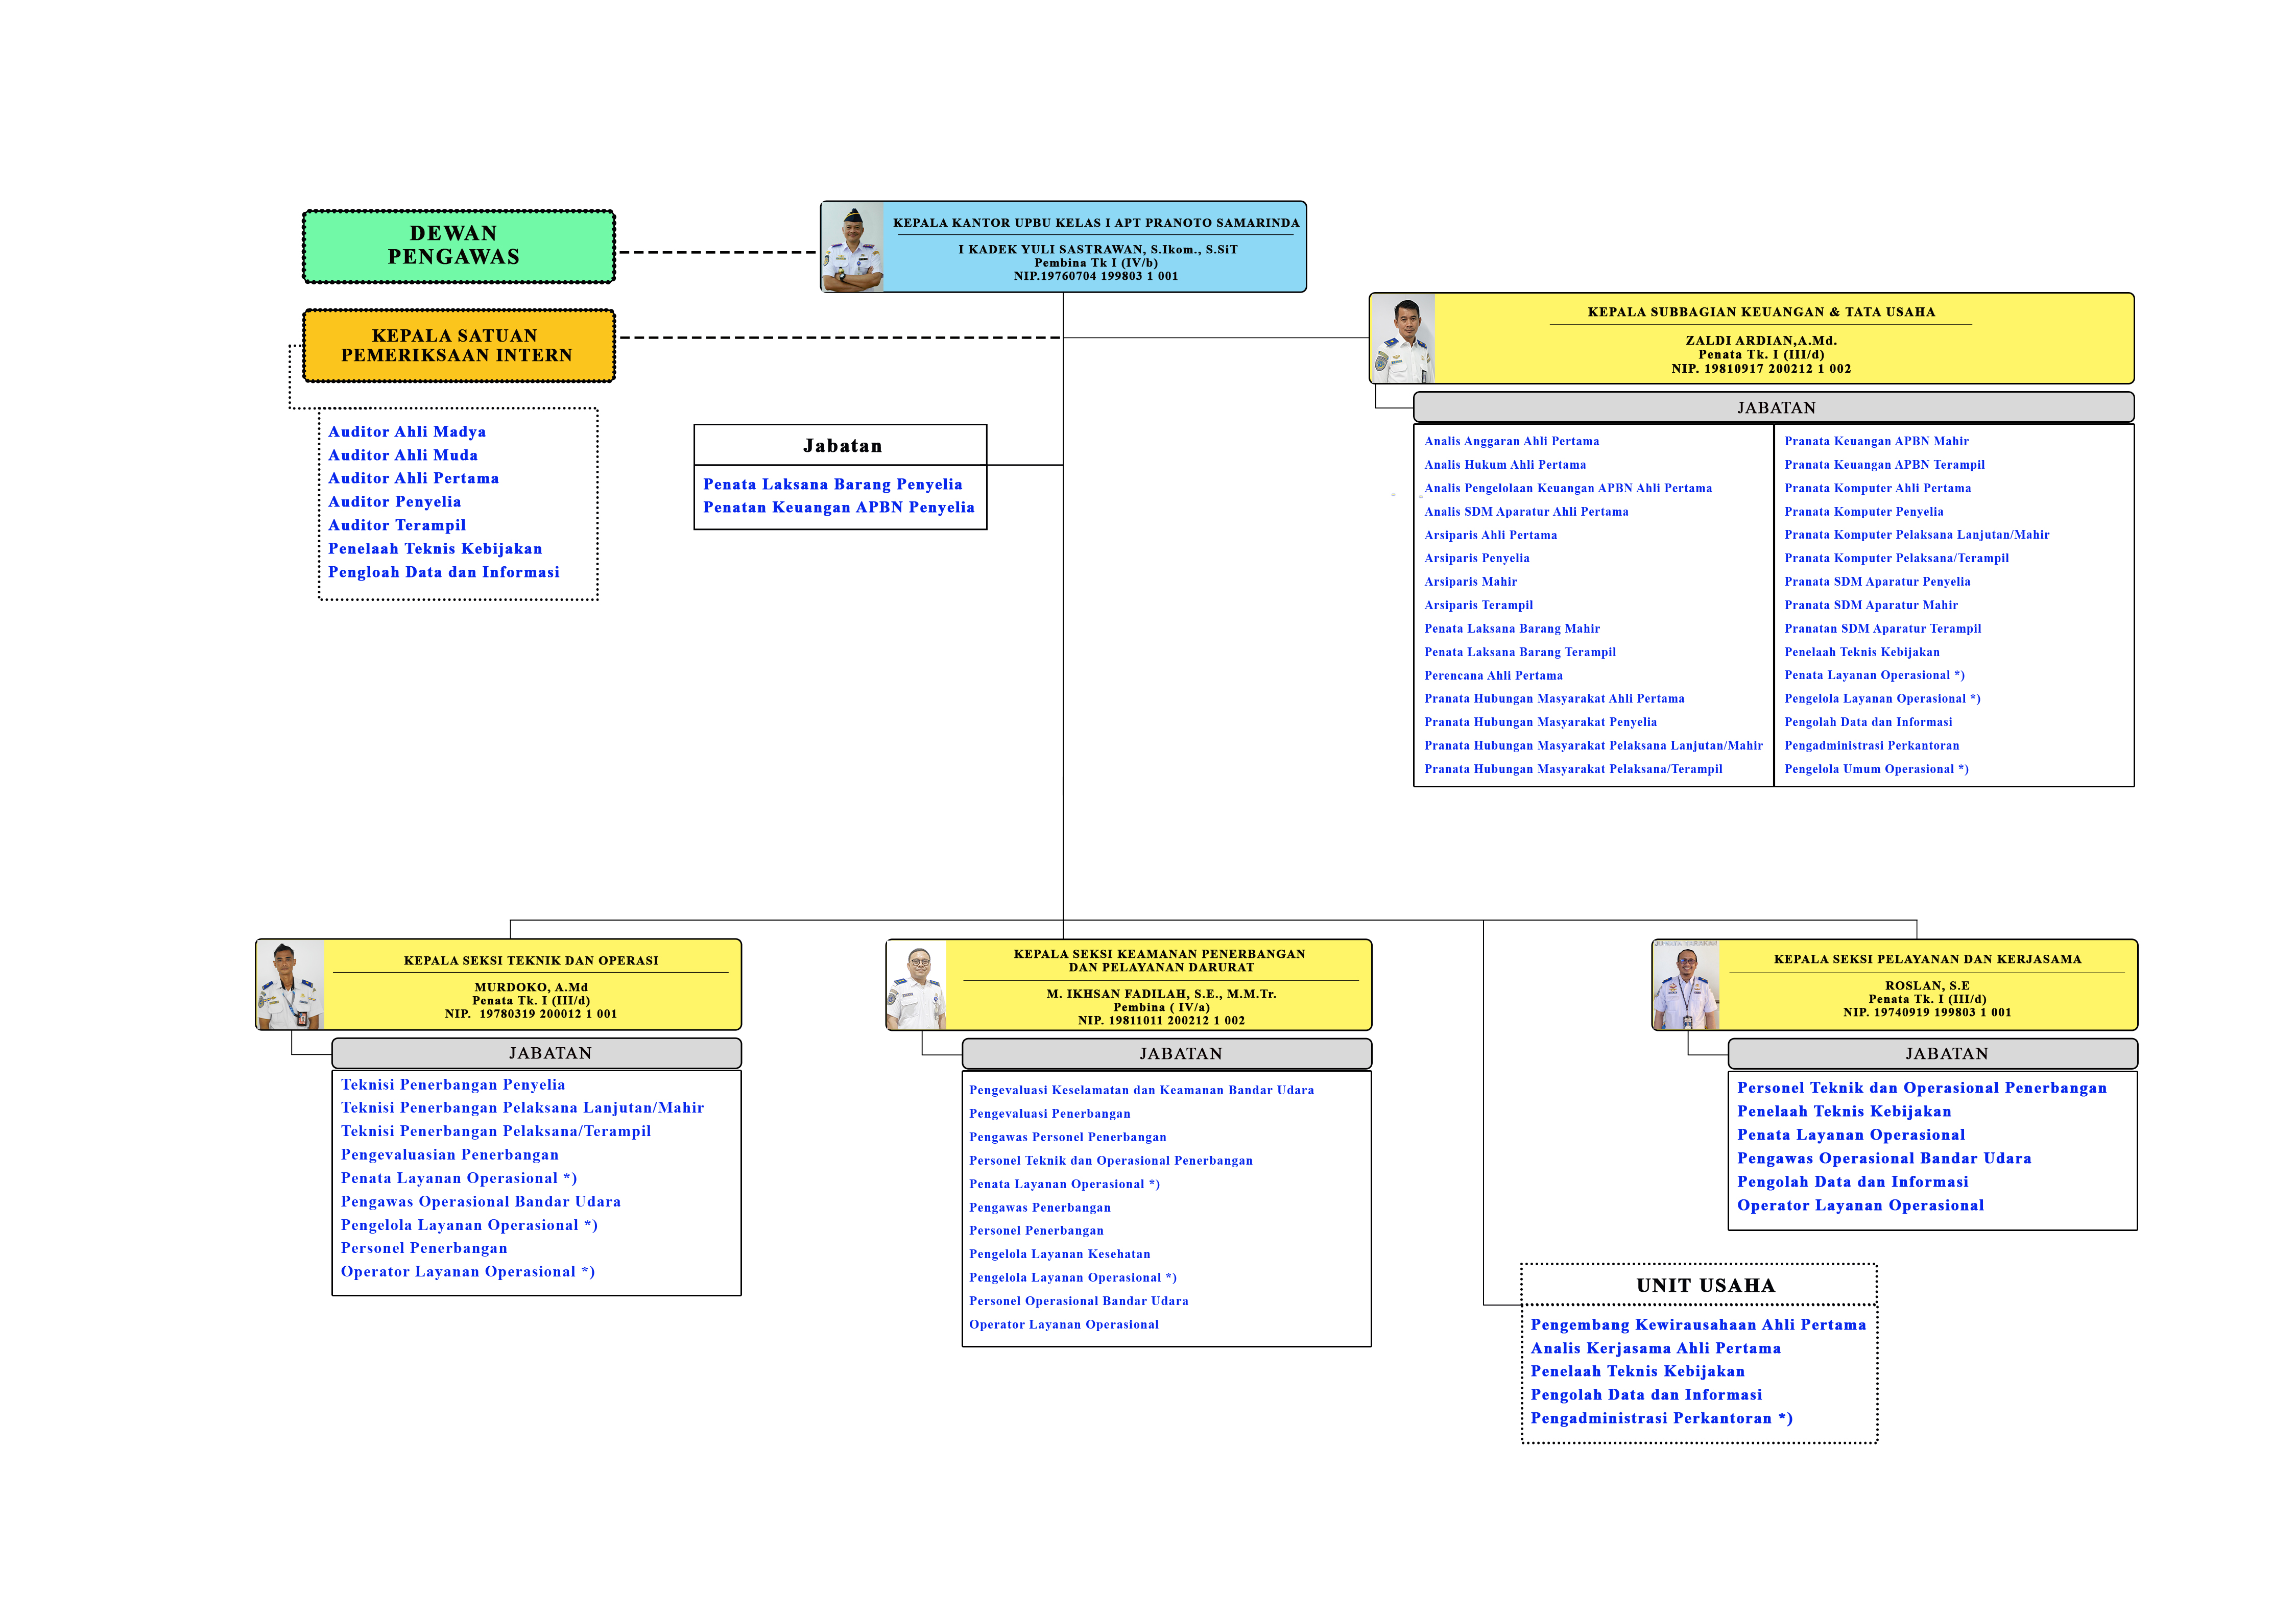 DEWAN
PENGAWAS
KEPALA KANTOR UPBU KELAS I APT PRANOTO SAMARINDA
I KADEK YULI SASTRAWAN, S.Ikom., S.SiT
Pembina Tk I (IV/b)
NIP.19760704 199803 1 001
KEPALA SATUAN
PEMERIKSAAN INTERN
Auditor Ahli Madya
Auditor Ahli Muda
Auditor Ahli Pertama
Auditor Penyelia
Auditor Terampil
Penelaah Teknis Kebijakan
Pengloah Data dan Informasi
Jabatan
Penata Laksana Barang Penyelia
Penatan Keuangan APBN Penyelia
KEPALA SUBBAGIAN KEUANGAN & TATA USAHA
ZALDI ARDIAN,A.Md.
Penata Tk. I (III/d)
NIP. 19810917 200212 1 002
JABATAN
Analis Anggaran Ahli Pertama
Analis Hukum Ahli Pertama
Analis Pengelolaan Keuangan APBN Ahli Pertama
Analis SDM Aparatur Ahli Pertama
Arsiparis Ahli Pertama
Arsiparis Penyelia
Arsiparis Mahir
Arsiparis Terampil
Penata Laksana Barang Mahir
Penata Laksana Barang Terampil
Perencana Ahli Pertama
Pranata Hubungan Masyarakat Ahli Pertama
Pranata Hubungan Masyarakat Penyelia
Pranata Hubungan Masyarakat Pelaksana Lanjutan/Mahir
Pranata Hubungan Masyarakat Pelaksana/Terampil
Pranata Keuangan APBN Mahir
Pranata Keuangan APBN Terampil
Pranata Komputer Ahli Pertama
Pranata Komputer Penyelia
Pranata Komputer Pelaksana Lanjutan/Mahir
Pranata Komputer Pelaksana/Terampil
Pranata SDM Aparatur Penyelia
Pranata SDM Aparatur Mahir
Pranatan SDM Aparatur Terampil
Penelaah Teknis Kebijakan
Penata Layanan Operasional *)
Pengelola Layanan Operasional *)
Pengolah Data dan Informasi
Pengadministrasi Perkantoran
Pengelola Umum Operasional *)
KEPALA SEKSI TEKNIK DAN OPERASI
MURDOKO, A.Md
Penata Tk. I (III/d)
NIP. 19780319 200012 1 001
JABATAN
Teknisi Penerbangan Penyelia
Teknisi Penerbangan Pelaksana Lanjutan/Mahir
Teknisi Penerbangan Pelaksana/Terampil
Pengevaluasian Penerbangan
Penata Layanan Operasional *)
Pengawas Operasional Bandar Udara
Pengelola Layanan Operasional *)
Personel Penerbangan
Operator Layanan Operasional *)
KEPALA SEKSI KEAMANAN PENERBANGAN
DAN PELAYANAN DARURAT
M. IKHSAN FADILAH, S.E., M.M.Tr.
Pembina ( IV/a)
NIP. 19811011 200212 1 002
JABATAN
Pengevaluasi Keselamatan dan Keamanan Bandar Udara
Pengevaluasi Penerbangan
Pengawas Personel Penerbangan
Personel Teknik dan Operasional Penerbangan
Penata Layanan Operasional *)
Pengawas Penerbangan
Personel Penerbangan
Pengelola Layanan Kesehatan
Pengelola Layanan Operasional *)
Personel Operasional Bandar Udara
Operator Layanan Operasional
KEPALA SEKSI PELAYANAN DAN KERJASAMA
ROSLAN, S.E
Penata Tk. I (III/d)
NIP. 19740919 199803 1 001
JABATAN
Personel Teknik dan Operasional Penerbangan
Penelaah Teknis Kebijakan
Penata Layanan Operasional
Pengawas Operasional Bandar Udara
Pengolah Data dan Informasi
Operator Layanan Operasional
UNIT USAHA
Pengembang Kewirausahaan Ahli Pertama
Analis Kerjasama Ahli Pertama
Penelaah Teknis Kebijakan
Pengolah Data dan Informasi
Pengadministrasi Perkantoran *)